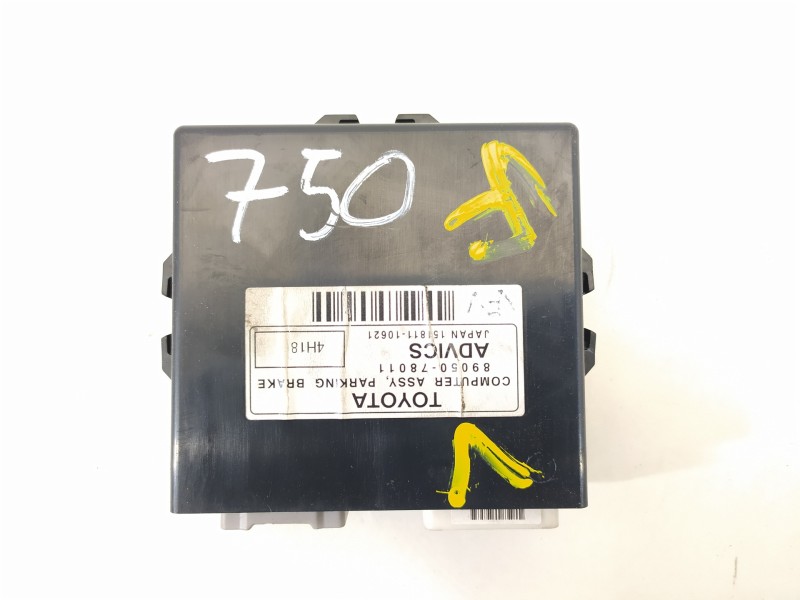 750
TOYOTA
COMPUTER ASSY, PARKING BRAKE
89050-78011
ADVICS
4H18
JAPAN 151811-10621